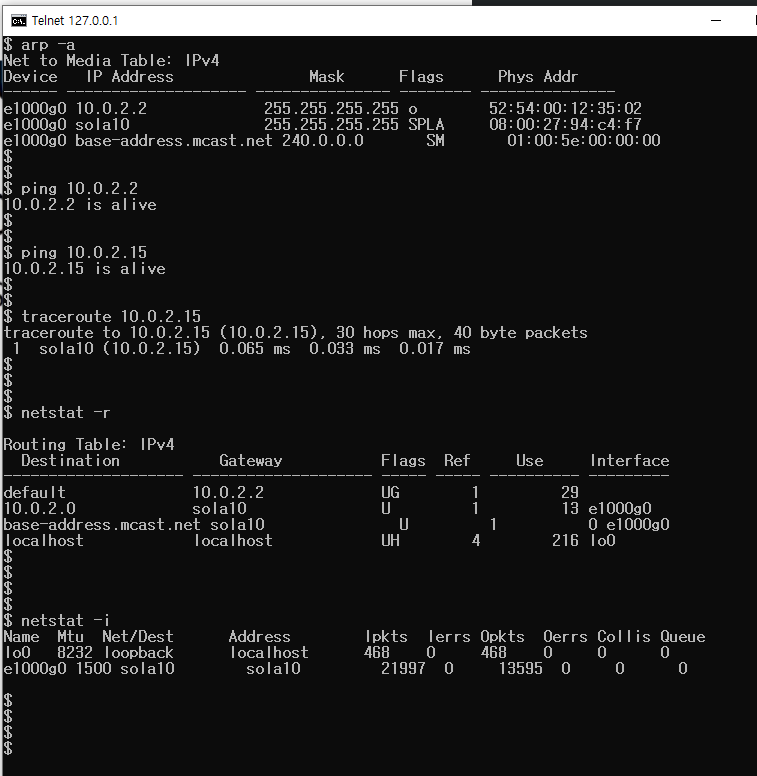 Telnet 127.0.0.1
$ arp -a
Net to Media Table: IPv4
Device   IP Address               Mask      Flags      Phys Addr
------ -------------------- --------------- -------- ---------------
e1000g0 10.0.2.2             255.255.255.255 o        52:54:00:12:35:02
e1000g0 sola10               255.255.255.255 SPLA     08:00:27:94:c4:f7
e1000g0 base-address.mcast.net 240.0.0.0       SM       01:00:5e:00:00:00
$
$
$ ping 10.0.2.2
10.0.2.2 is alive
$
$
$ ping 10.0.2.15
10.0.2.15 is alive
$
$
$ traceroute 10.0.2.15
traceroute to 10.0.2.15 (10.0.2.15), 30 hops max, 40 byte packets
 1  sola10 (10.0.2.15)  0.065 ms  0.033 ms  0.017 ms
$
$
$
$ netstat -r
Routing Table: IPv4
  Destination           Gateway           Flags  Ref     Use     Interface
-------------------- -------------------- ----- ----- ---------- ---------
default              10.0.2.2             UG        1         29
10.0.2.0             sola10               U         1         13 e1000g0
base-address.mcast.net sola10               U         1          0 e1000g0
localhost            localhost            UH        4        216 lo0
$
$
$
$
$ netstat -i
Name  Mtu  Net/Dest      Address        Ipkts  Ierrs Opkts  Oerrs Collis Queue
lo0   8232 loopback      localhost      468    0     468    0     0      0
e1000g0 1500 sola10        sola10         21997  0     13595  0     0      0
$
$
$
$